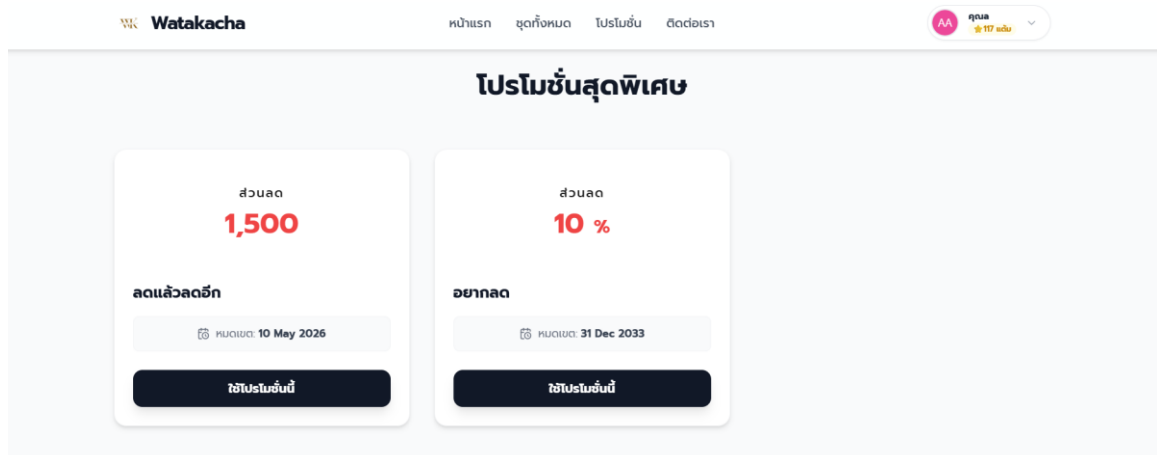 WK Watakacha
หน้าแรก ชุดทั้งหมด โปรโมชั่น ติดต่อเรา
AA คุณa
117 แต้ม
โปรโมชั่นสุดพิเศษ
ส่วนลด
1,500
ลดแล้วลดอีก
หมดเขต: 10 May 2026
ใช้โปรโมชั่นนี้
ส่วนลด
10 %
อยากลด
หมดเขต: 31 Dec 2033
ใช้โปรโมชั่นนี้